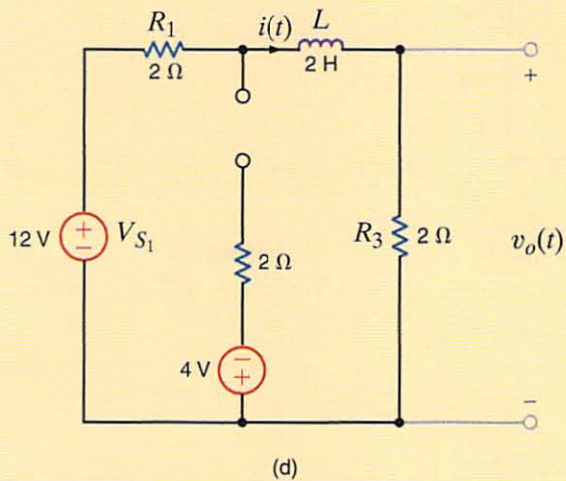 R1
2 Ω
i(t)
L
2 H
+
12 V
+
−
VS1
2 Ω
R3
2 Ω
vo(t)
4 V
−
+
−
(d)